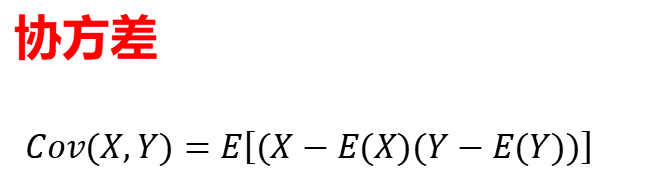 协方差
Cov(X, Y) = E[(X − E(X)(Y − E(Y))]